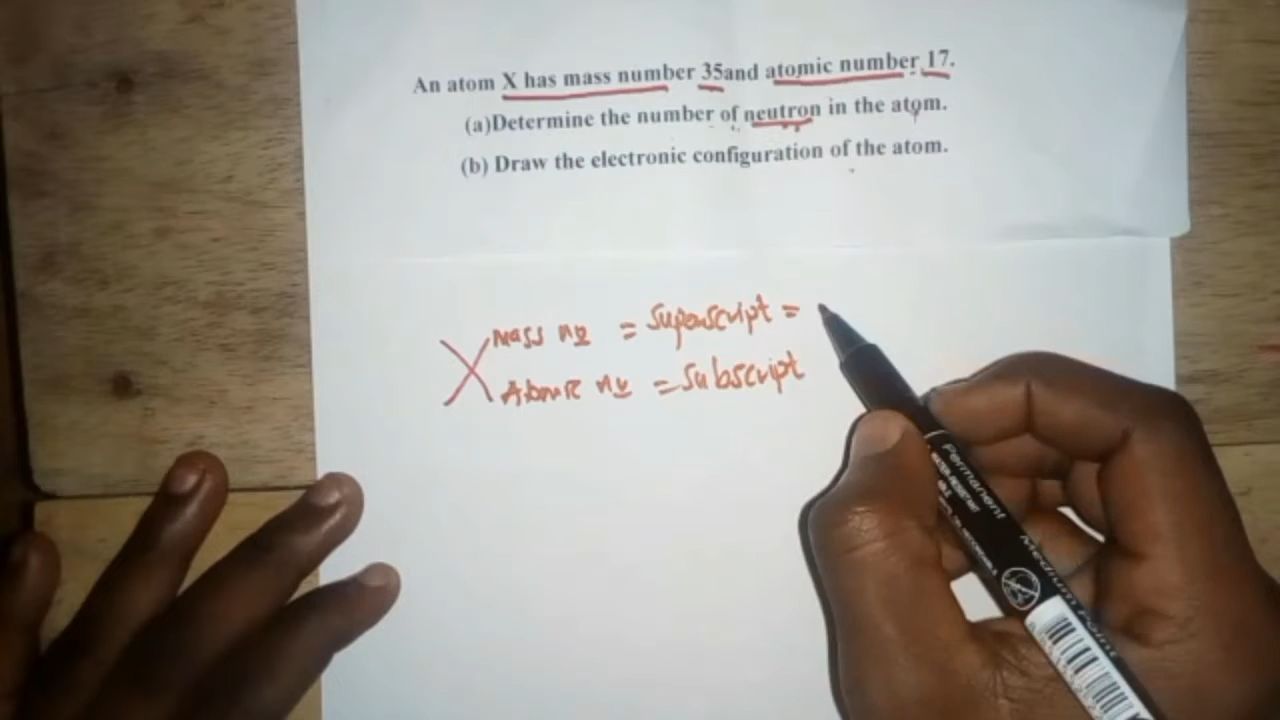 An atom X has mass number 35and atomic number 17.
(a)Determine the number of neutron in the atom.
(b) Draw the electronic configuration of the atom.
X Mass no = Superscript =
Atomic no = Subscript
Permanent
Medium Point